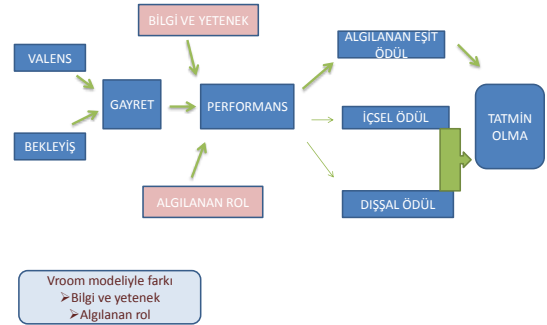 BİLGİ VE YETENEK
ALGILANAN EŞİT
ÖDÜL
VALENS
GAYRET
PERFORMANS
İÇSEL ÖDÜL
TATMİN
OLMA
BEKLEYİŞ
ALGILANAN ROL
DIŞŞAL ÖDÜL
Vroom modeliyle farkı
➢Bilgi ve yetenek
➢Algılanan rol